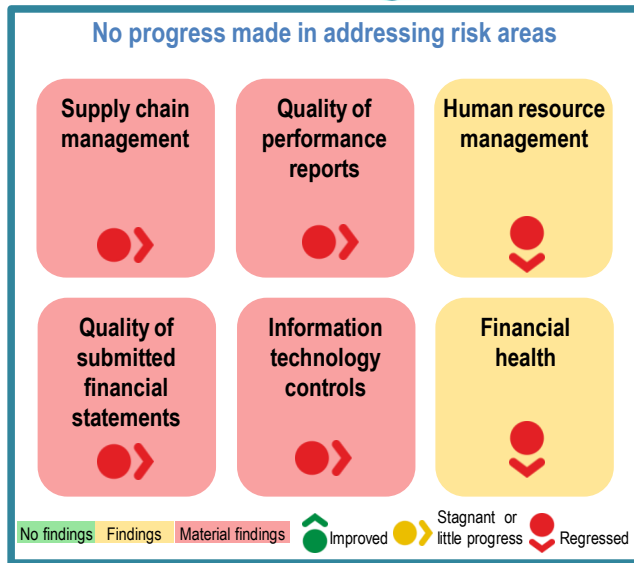 No progress made in addressing risk areas
Supply chain
management
Quality of
performance
reports
Human resource
management
Quality of
submitted
financial
statements
Information
technology
controls
Financial
health
No findings
Findings
Material findings
Improved
Stagnant or
little progress
Regressed